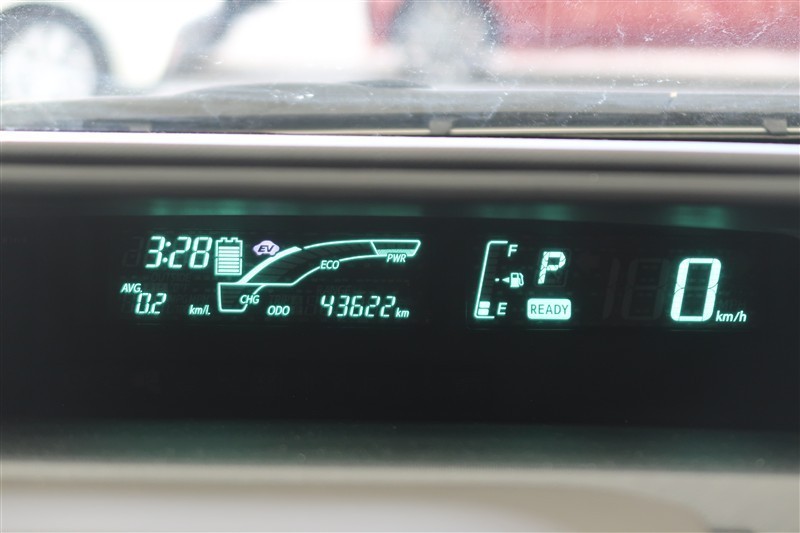 3:28 EV ECO PWR
AVG. 0.2 km/L CHG ODO 43622 km
F
P
E READY
0 km/h